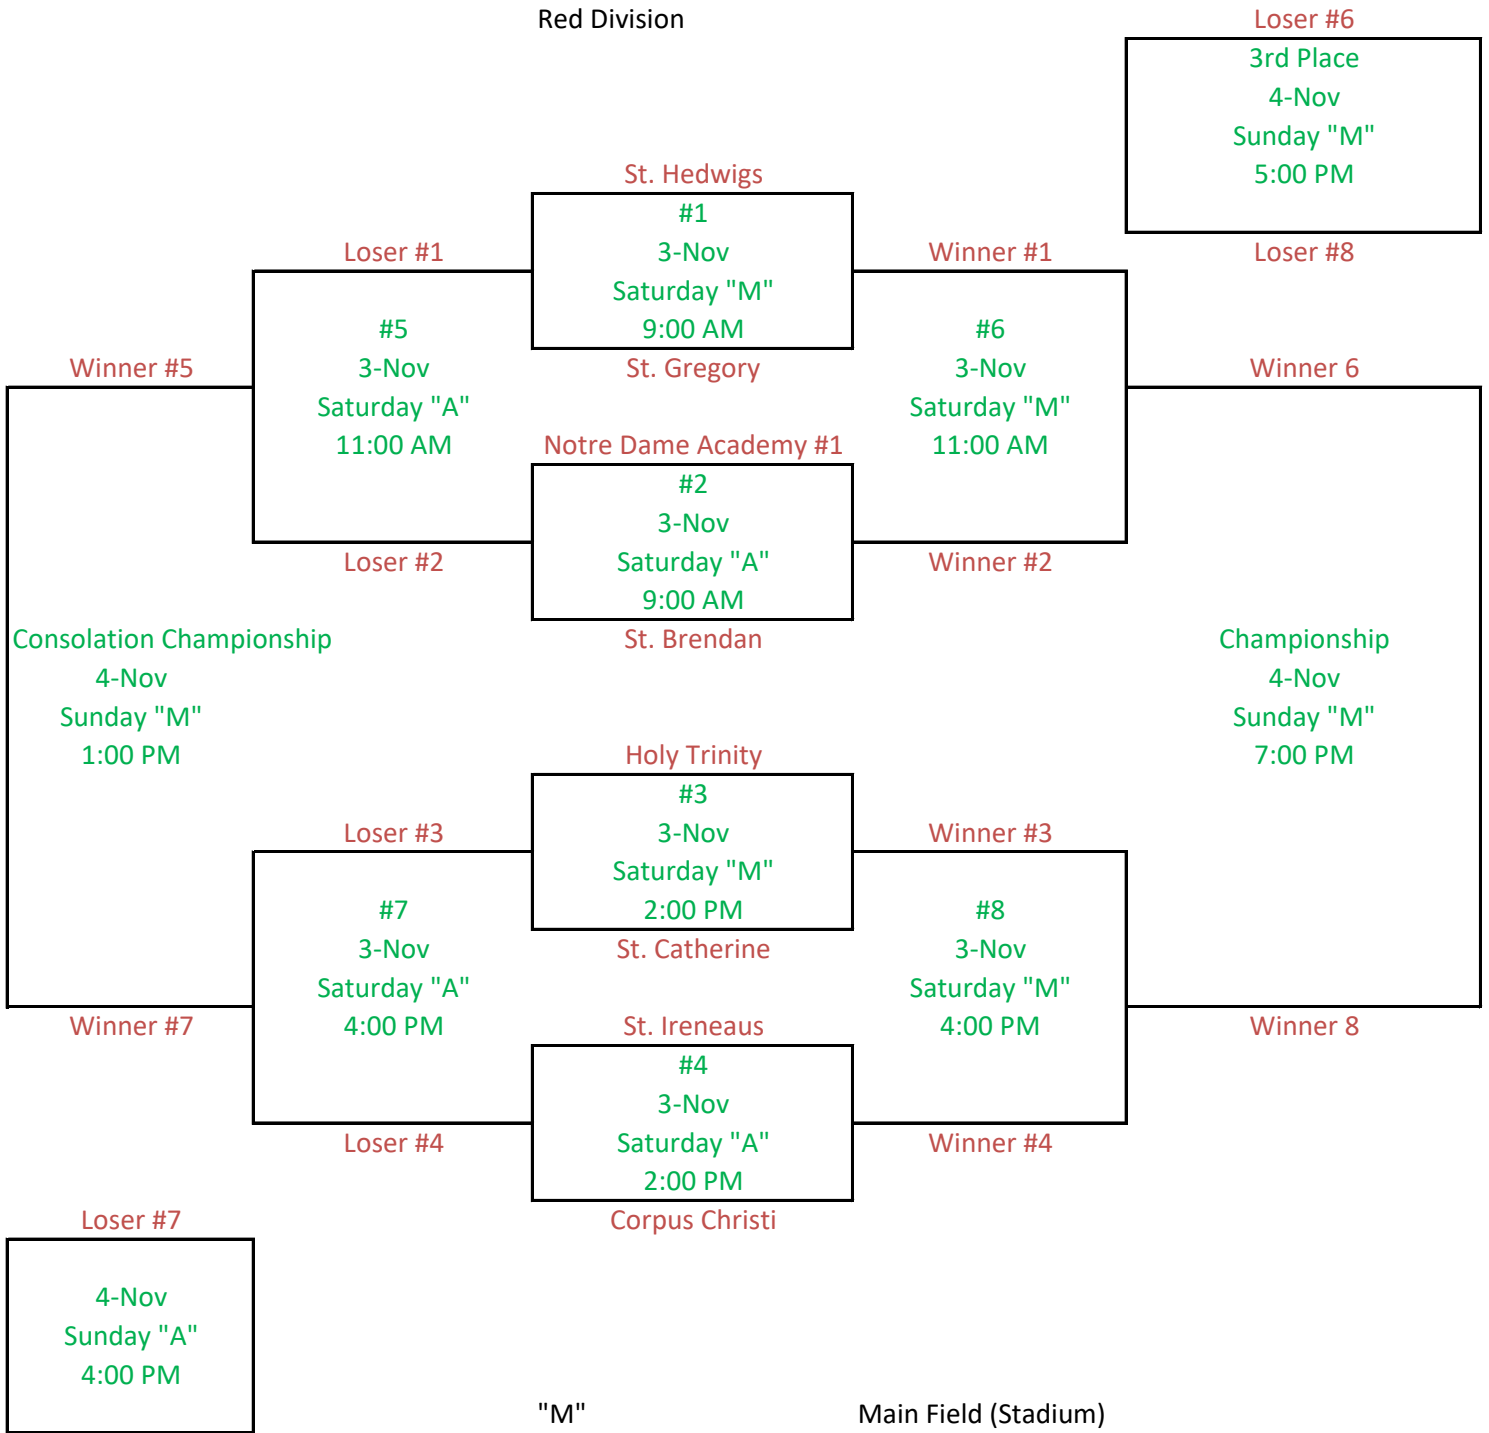 Red Division
Loser #6
3rd Place
4-Nov
Sunday "M"
5:00 PM
Loser #8
St. Hedwigs
#1
3-Nov
Saturday "M"
9:00 AM
St. Gregory
Loser #1
#5
3-Nov
Saturday "A"
11:00 AM
Loser #2
Winner #1
#6
3-Nov
Saturday "M"
11:00 AM
Winner #2
Notre Dame Academy #1
#2
3-Nov
Saturday "A"
9:00 AM
St. Brendan
Winner #5
Consolation Championship
4-Nov
Sunday "M"
1:00 PM
Winner #7
Winner 6
Championship
4-Nov
Sunday "M"
7:00 PM
Winner 8
Holy Trinity
#3
3-Nov
Saturday "M"
2:00 PM
St. Catherine
Loser #3
#7
3-Nov
Saturday "A"
4:00 PM
Loser #4
Winner #3
#8
3-Nov
Saturday "M"
4:00 PM
Winner #4
St. Ireneaus
#4
3-Nov
Saturday "A"
2:00 PM
Corpus Christi
Loser #7
4-Nov
Sunday "A"
4:00 PM
"M" Main Field (Stadium)